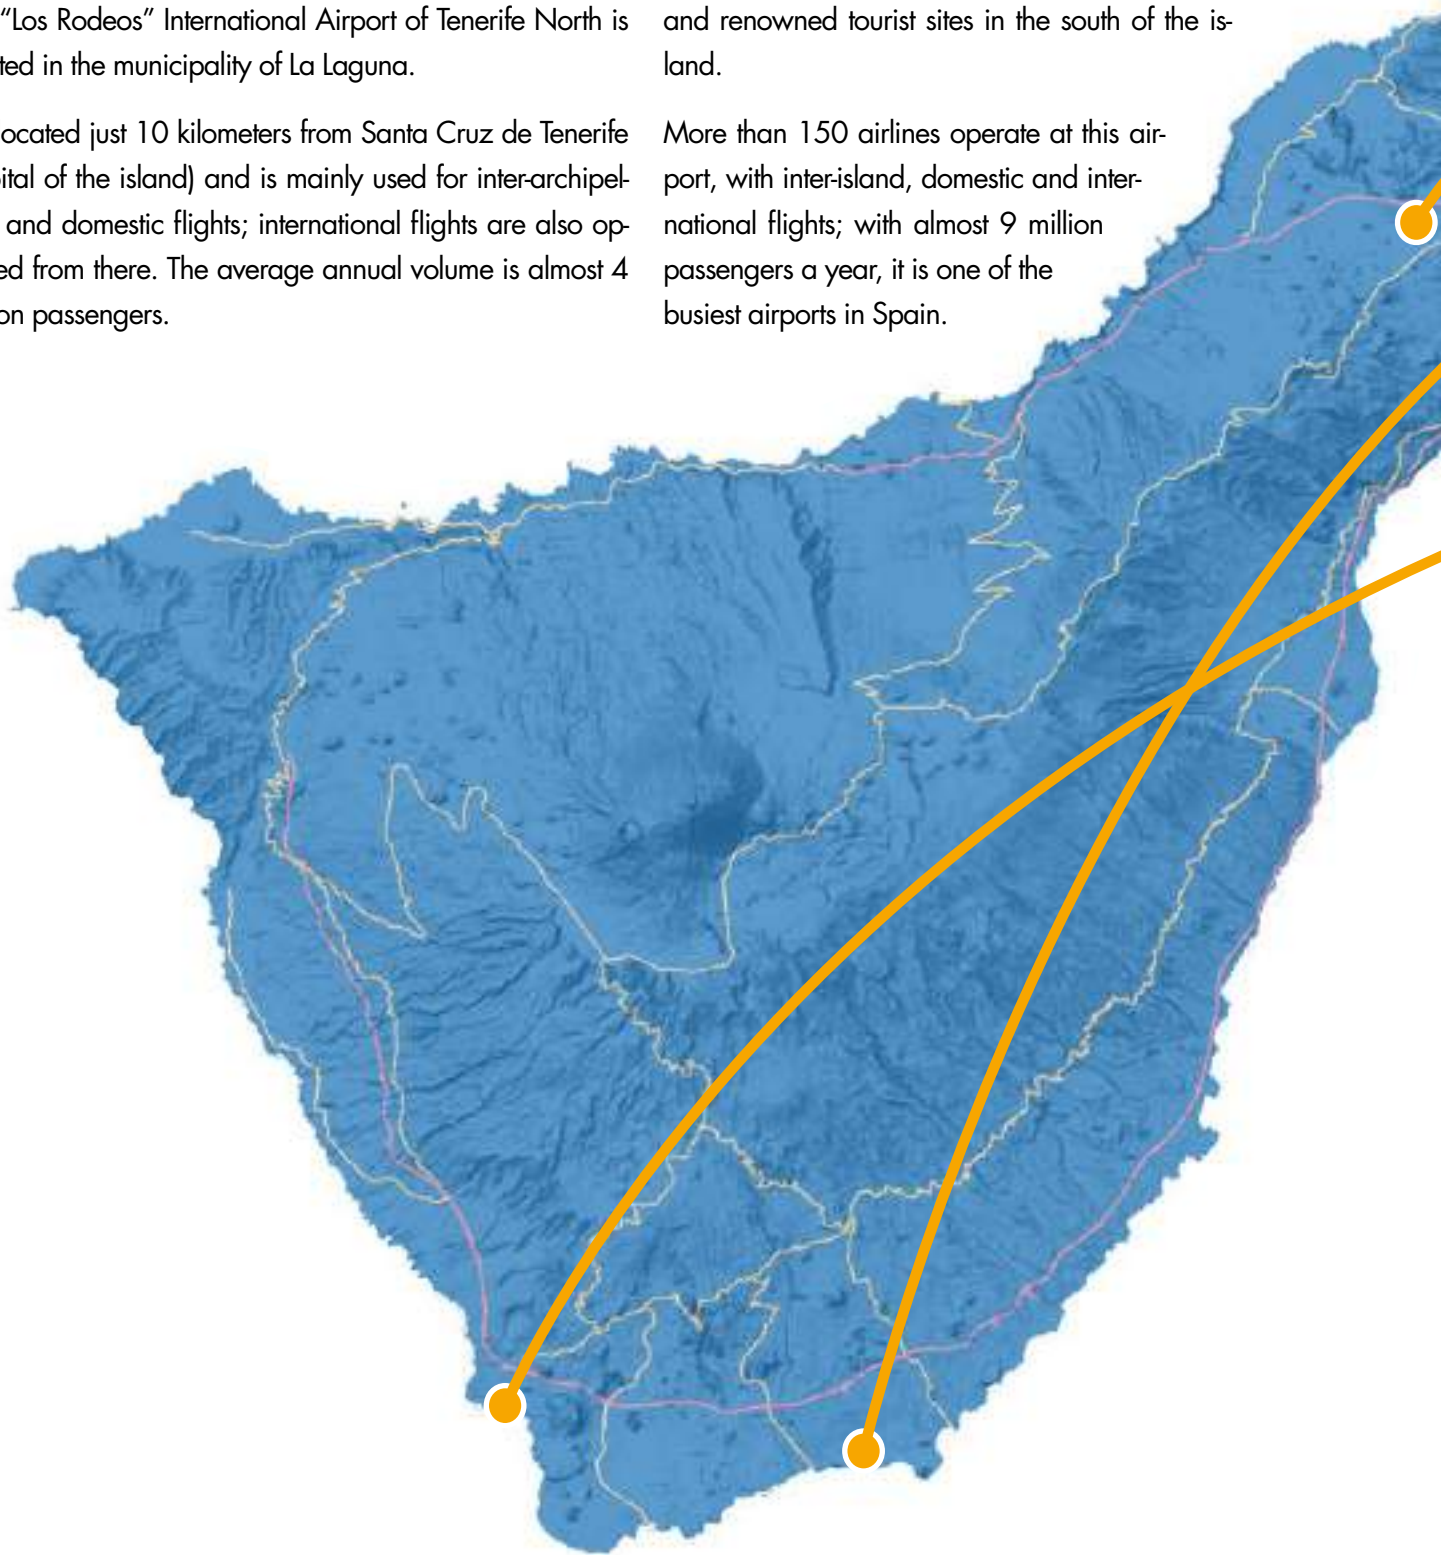 “Los Rodeos” International Airport of Tenerife North is
ted in the municipality of La Laguna.
ocated just 10 kilometers from Santa Cruz de Tenerife
ital of the island) and is mainly used for inter-archipel-
and domestic flights; international flights are also op-
ed from there. The average annual volume is almost 4
on passengers.
and renowned tourist sites in the south of the is-
land.
More than 150 airlines operate at this air-
port, with inter-island, domestic and inter-
national flights; with almost 9 million
passengers a year, it is one of the
busiest airports in Spain.